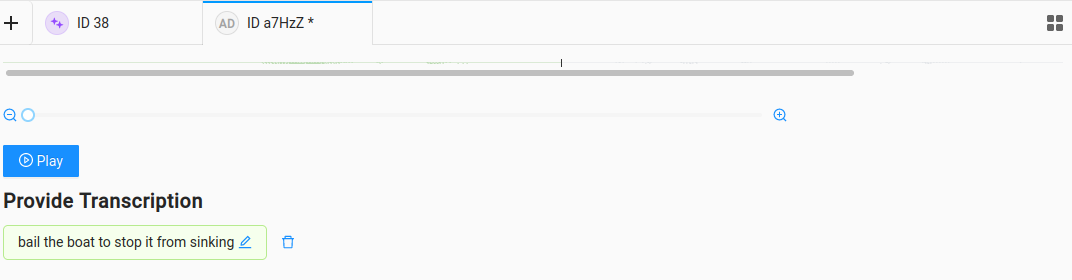 ID 38
AD ID a7HzZ *
Play
Provide Transcription
bail the boat to stop it from sinking